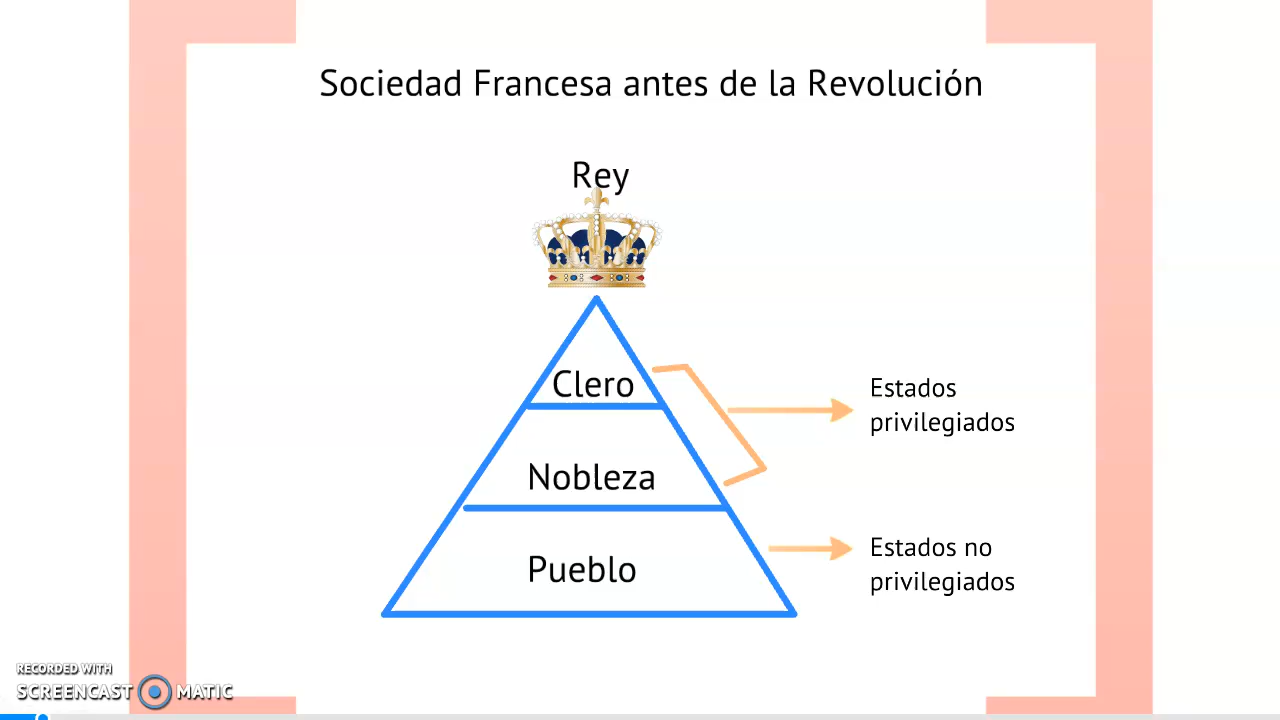 Sociedad Francesa antes de la Revolución
Rey
Clero
Estados
privilegiados
Nobleza
Estados no
privilegiados
Pueblo
RECORDED WITH
SCREENCAST MATIC